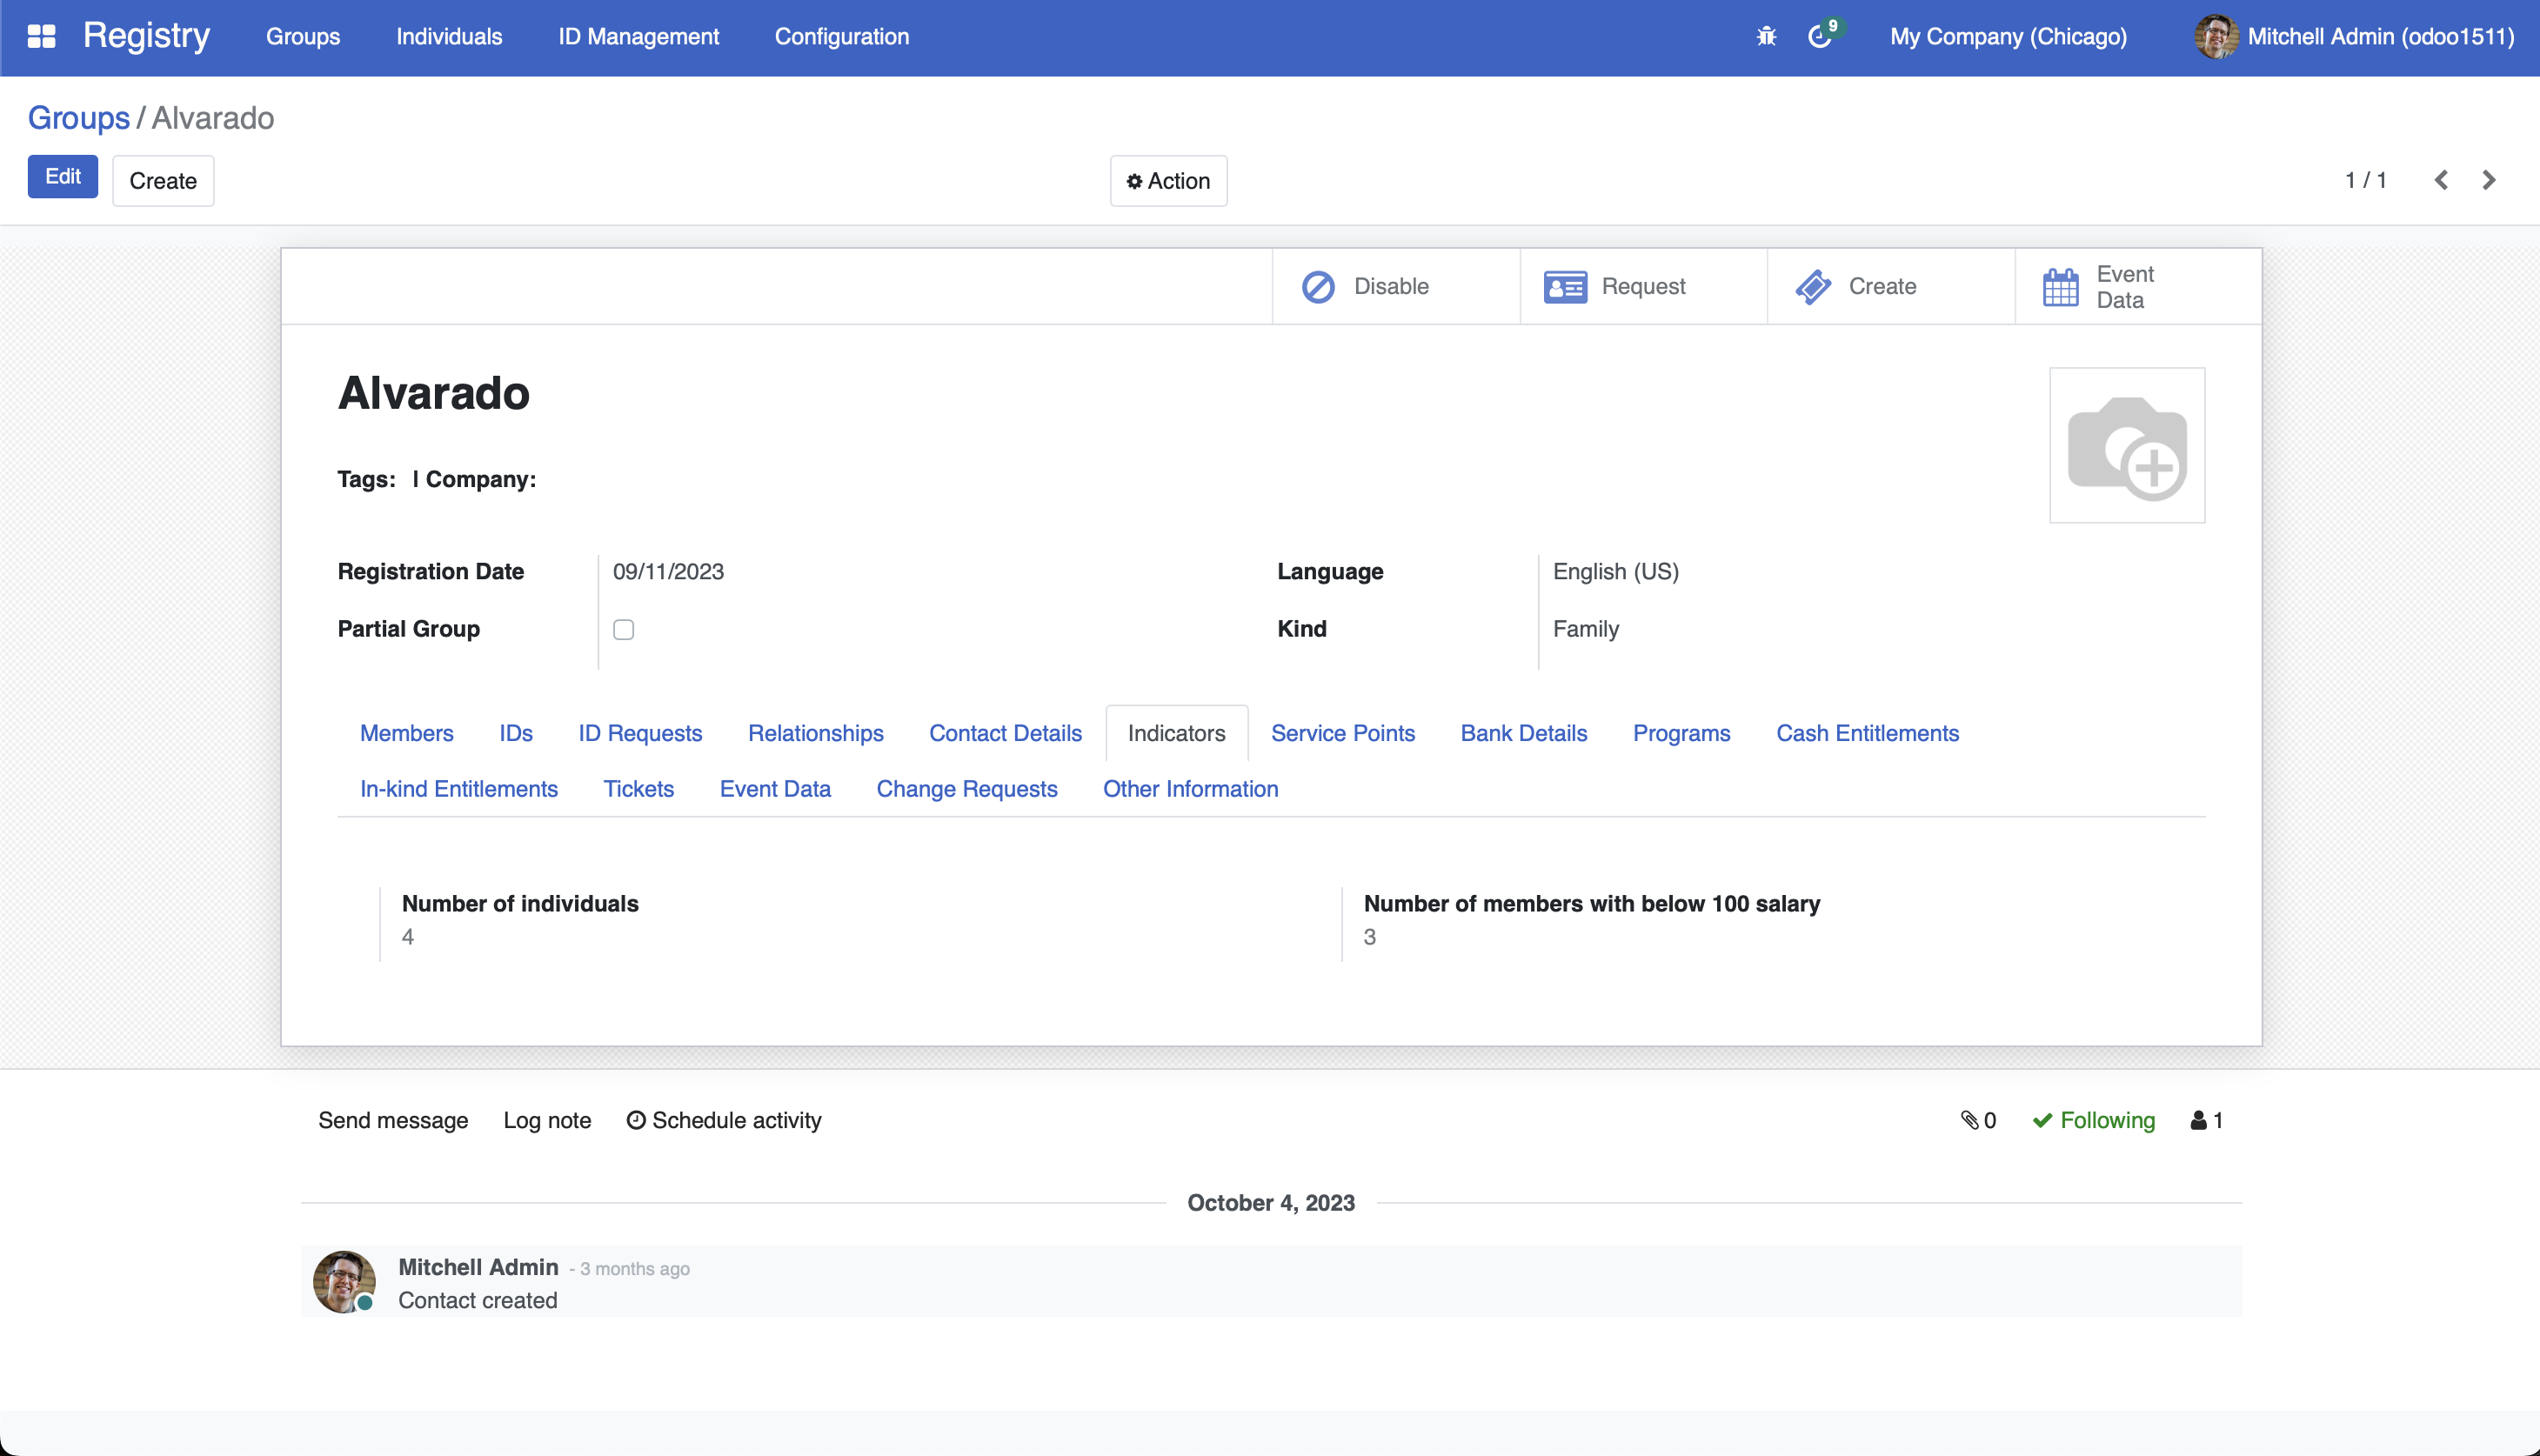 Registry Groups Individuals ID Management Configuration 9 My Company (Chicago) Mitchell Admin (odoo1511)
Groups / Alvarado
Edit Create Action 1 / 1
Disable Request Create Event Data
Alvarado
Tags: | Company:
Registration Date 09/11/2023 Language English (US)
Partial Group Kind Family
Members IDs ID Requests Relationships Contact Details Indicators Service Points Bank Details Programs Cash Entitlements
In-kind Entitlements Tickets Event Data Change Requests Other Information
Number of individuals Number of members with below 100 salary
4 3
Send message Log note Schedule activity 0 Following 1
October 4, 2023
Mitchell Admin - 3 months ago
Contact created